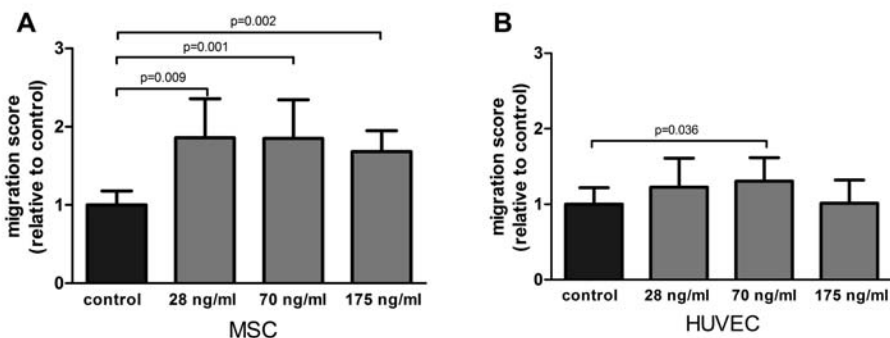 A
p=0.002
p=0.001
p=0.009
migration score
(relative to control)
3
2
1
0
control 28 ng/ml 70 ng/ml 175 ng/ml
MSC
B
p=0.036
migration score
(relative to control)
3
2
1
0
control 28 ng/ml 70 ng/ml 175 ng/ml
HUVEC